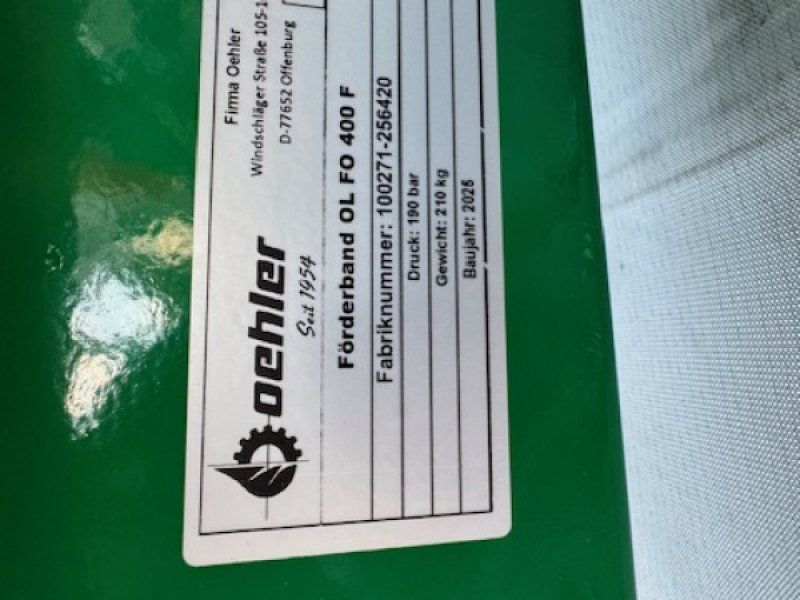 oehler
Seit 1954
Firma Oehler
Windschläger Straße 105-1
D-77652 Offenburg
Förderband OL FO 400 F
Fabriknummer: 100271-256420
Druck: 190 bar
Gewicht: 210 kg
Baujahr: 2025